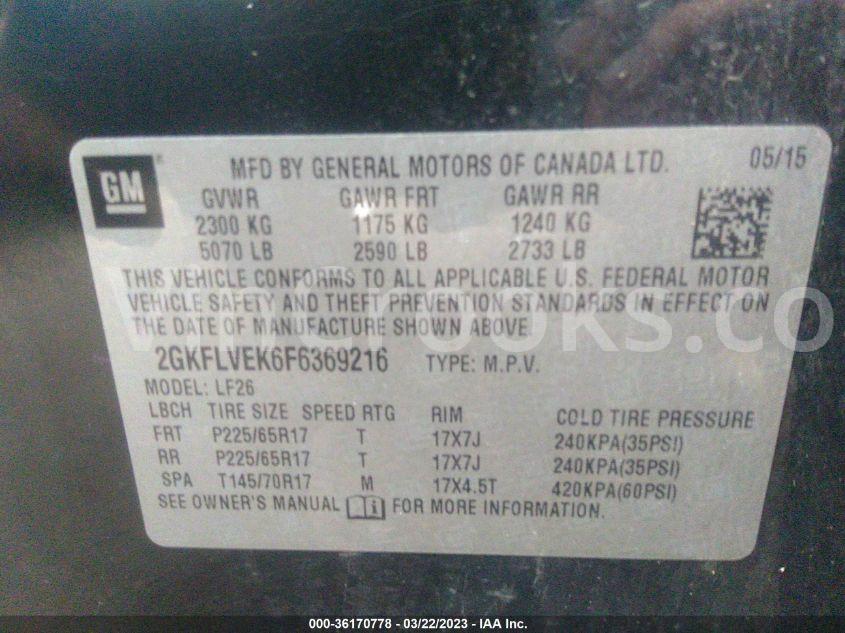 GM
MFD BY GENERAL MOTORS OF CANADA LTD. 05/15
GVWR GAWR FRT GAWR RR
2300 KG 1175 KG 1240 KG
5070 LB 2590 LB 2733 LB
THIS VEHICLE CONFORMS TO ALL APPLICABLE U.S. FEDERAL MOTOR
VEHICLE SAFETY AND THEFT PREVENTION STANDARDS IN EFFECT ON
THE DATE OF MANUFACTURE SHOWN ABOVE.
vincrooks.co
2GKFLVEK6F6369216 TYPE: M.P.V.
MODEL: LF26
LBCH TIRE SIZE SPEED RTG RIM COLD TIRE PRESSURE
FRT P225/65R17 T 17X7J 240KPA(35PSI)
RR P225/65R17 T 17X7J 240KPA(35PSI)
SPA T145/70R17 M 17X4.5T 420KPA(60PSI)
SEE OWNER'S MANUAL FOR MORE INFORMATION.
000-36170778 - 03/22/2023 - IAA Inc.